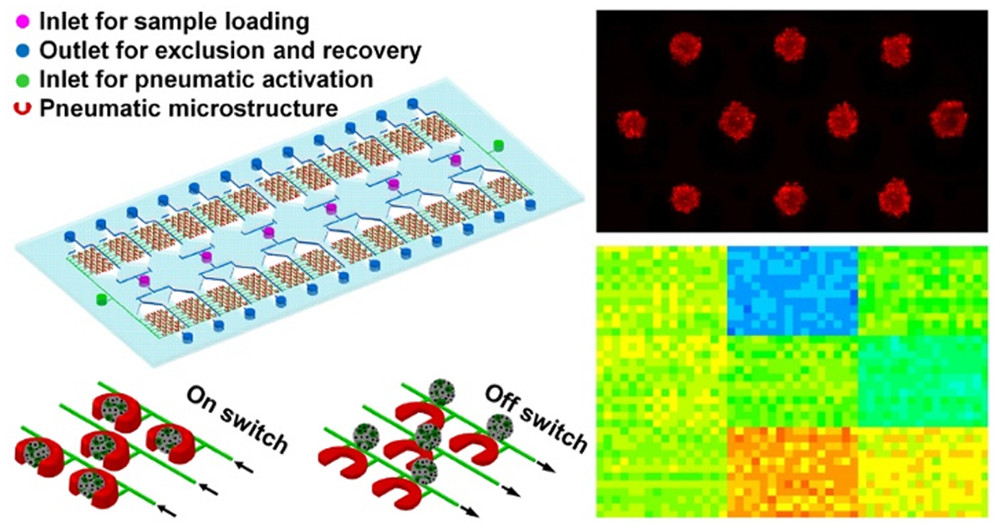 Inlet for sample loading
Outlet for exclusion and recovery
Inlet for pneumatic activation
Pneumatic microstructure
On switch
Off switch